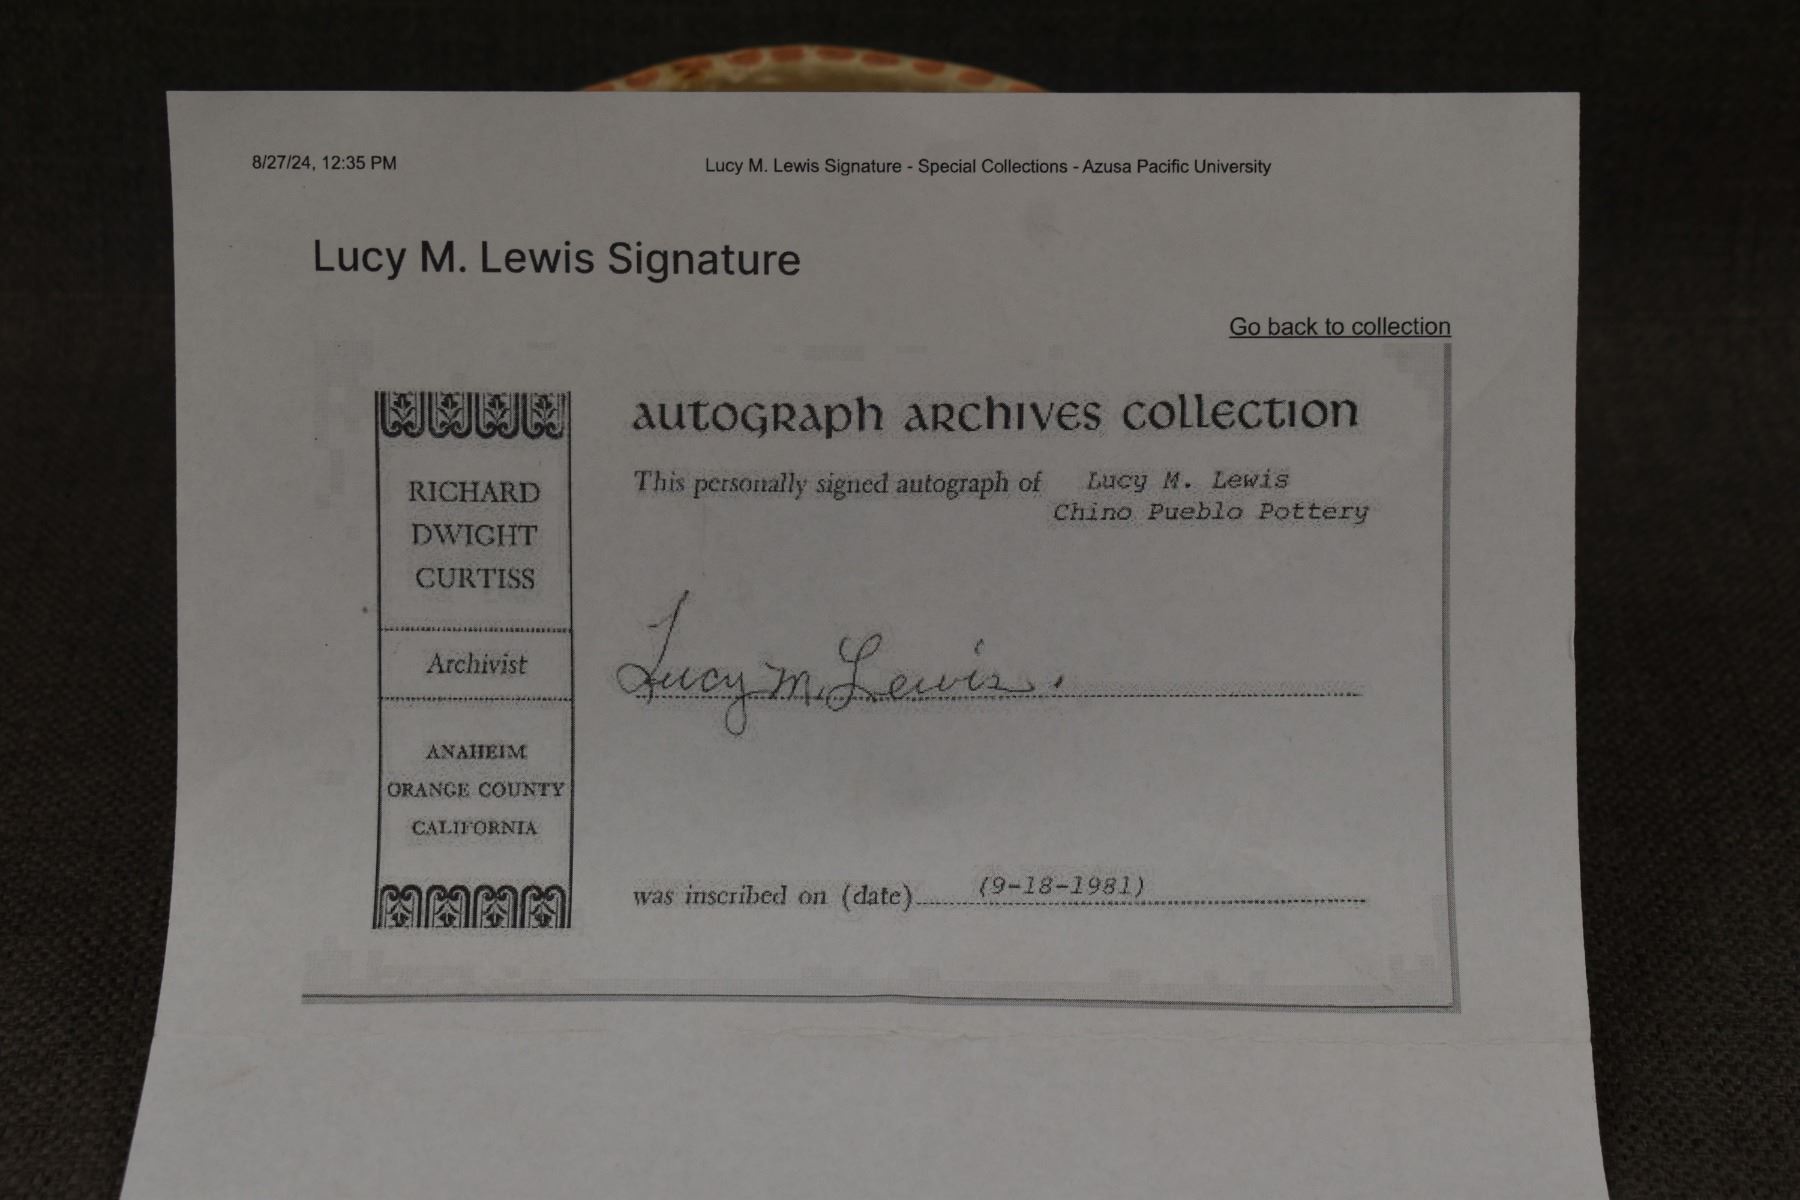 8/27/24, 12:35 PM
Lucy M. Lewis Signature - Special Collections - Azusa Pacific University
Lucy M. Lewis Signature
Go back to collection
RICHARD
DWIGHT
CURTISS
Archivist
ANAHEIM
ORANGE COUNTY
CALIFORNIA
autograph archives collection
This personally signed autograph of Lucy M. Lewis
Chino Pueblo Pottery
Lucy M. Lewis.
was inscribed on (date) (9-18-1981)